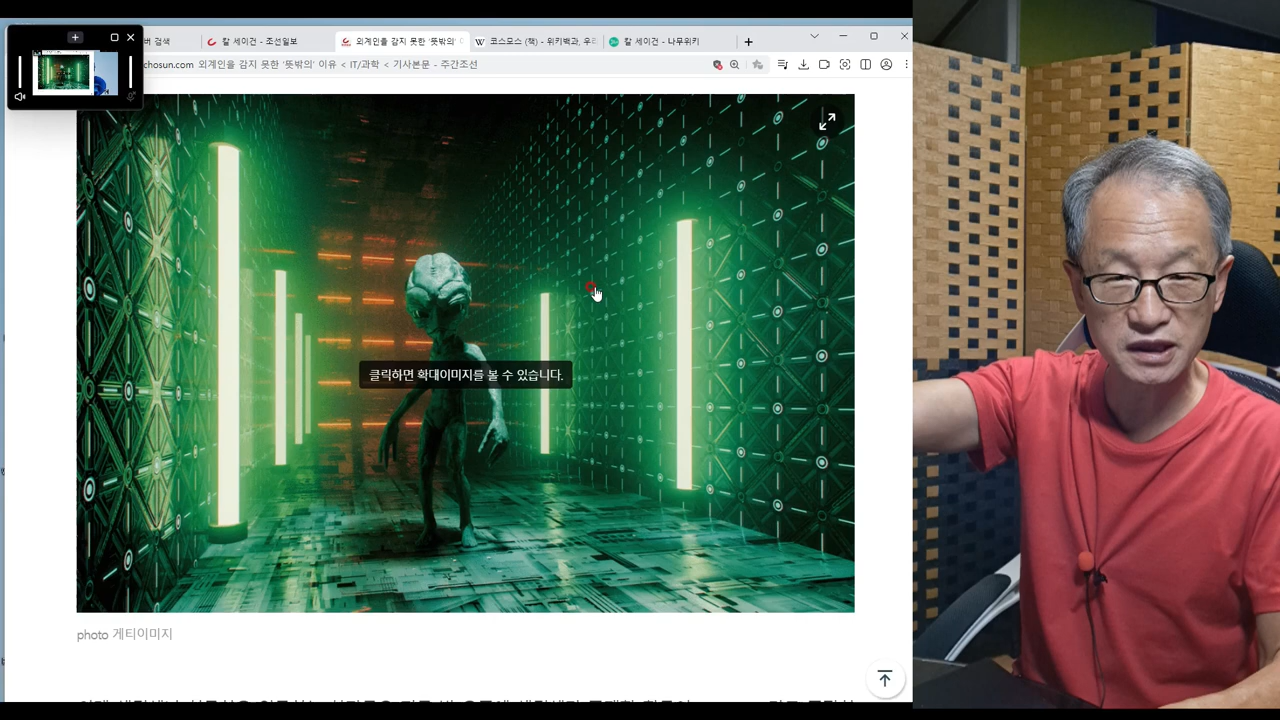 버 검색
칼 세이건 - 조선일보
외계인을 감지 못한 '뜻밖의'
코스모스 (책) - 위키백과, 우리
칼 세이건 - 나무위키
chosun.com 외계인을 감지 못한 '뜻밖의' 이유 < IT/과학 < 기사본문 - 주간조선
클릭하면 확대이미지를 볼 수 있습니다.
photo 게티이미지